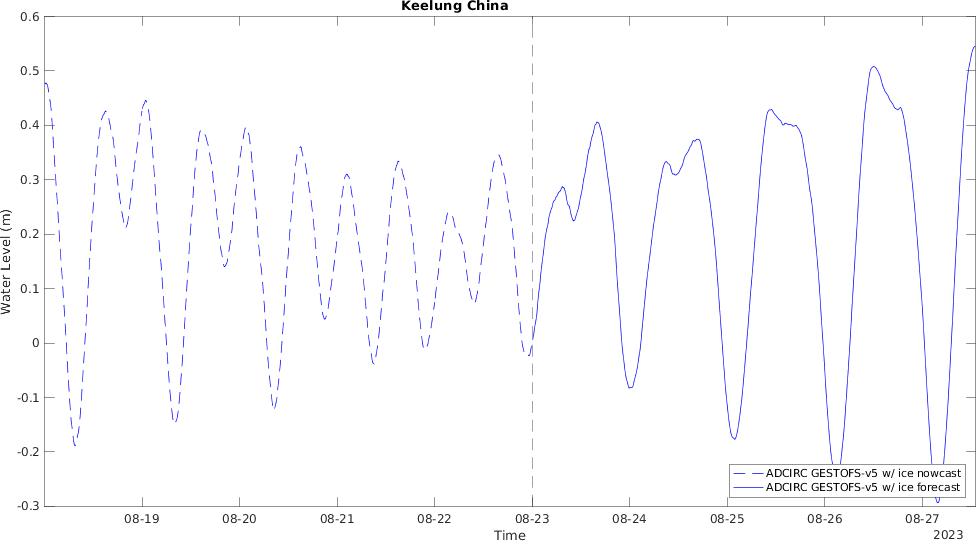 Keelung China
0.6
0.5
0.4
0.3
0.2
0.1
0
-0.1
-0.2
-0.3
Water Level (m)
ADCIRC GESTOFS-v5 w/ ice nowcast
ADCIRC GESTOFS-v5 w/ ice forecast
08-19 08-20 08-21 08-22 08-23 08-24 08-25 08-26 08-27
Time
2023